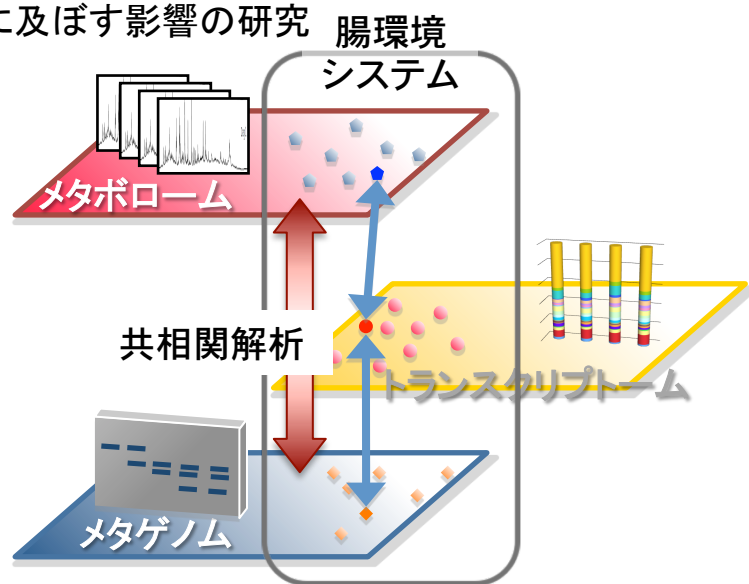 に及ぼす影響の研究
腸環境
システム
メタボローム
共相関解析
トランスクリプトーム
メタゲノム